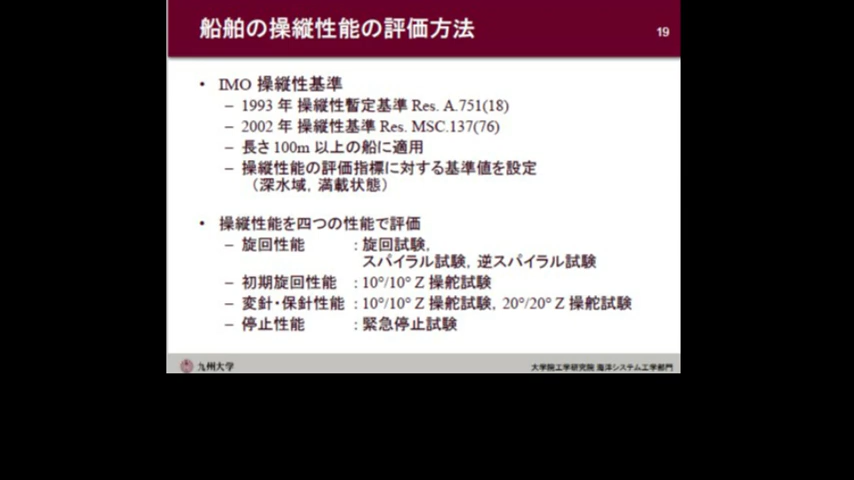 船舶の操縦性能の評価方法
19
• IMO 操縦性基準
– 1993 年 操縦性暫定基準 Res. A.751(18)
– 2002 年 操縦性基準 Res. MSC.137(76)
– 長さ 100m 以上の船に適用
– 操縦性能の評価指標に対する基準値を設定
（深水域，満載状態）
• 操縦性能を四つの性能で評価
– 旋回性能 : 旋回試験,
スパイラル試験, 逆スパイラル試験
– 初期旋回性能 : 10°/10° Z 操舵試験
– 変針・保針性能 : 10°/10° Z 操舵試験, 20°/20° Z 操舵試験
– 停止性能 : 緊急停止試験
九州大学
大学院工学研究院 海洋システム工学部門